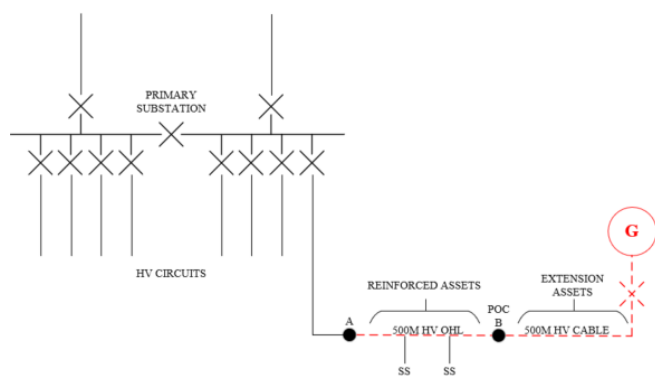 PRIMARY
SUBSTATION
G
HV CIRCUITS
REINFORCED ASSETS
EXTENSION
ASSETS
A
500M HV OHL
POC
B
500M HV CABLE
SS
SS